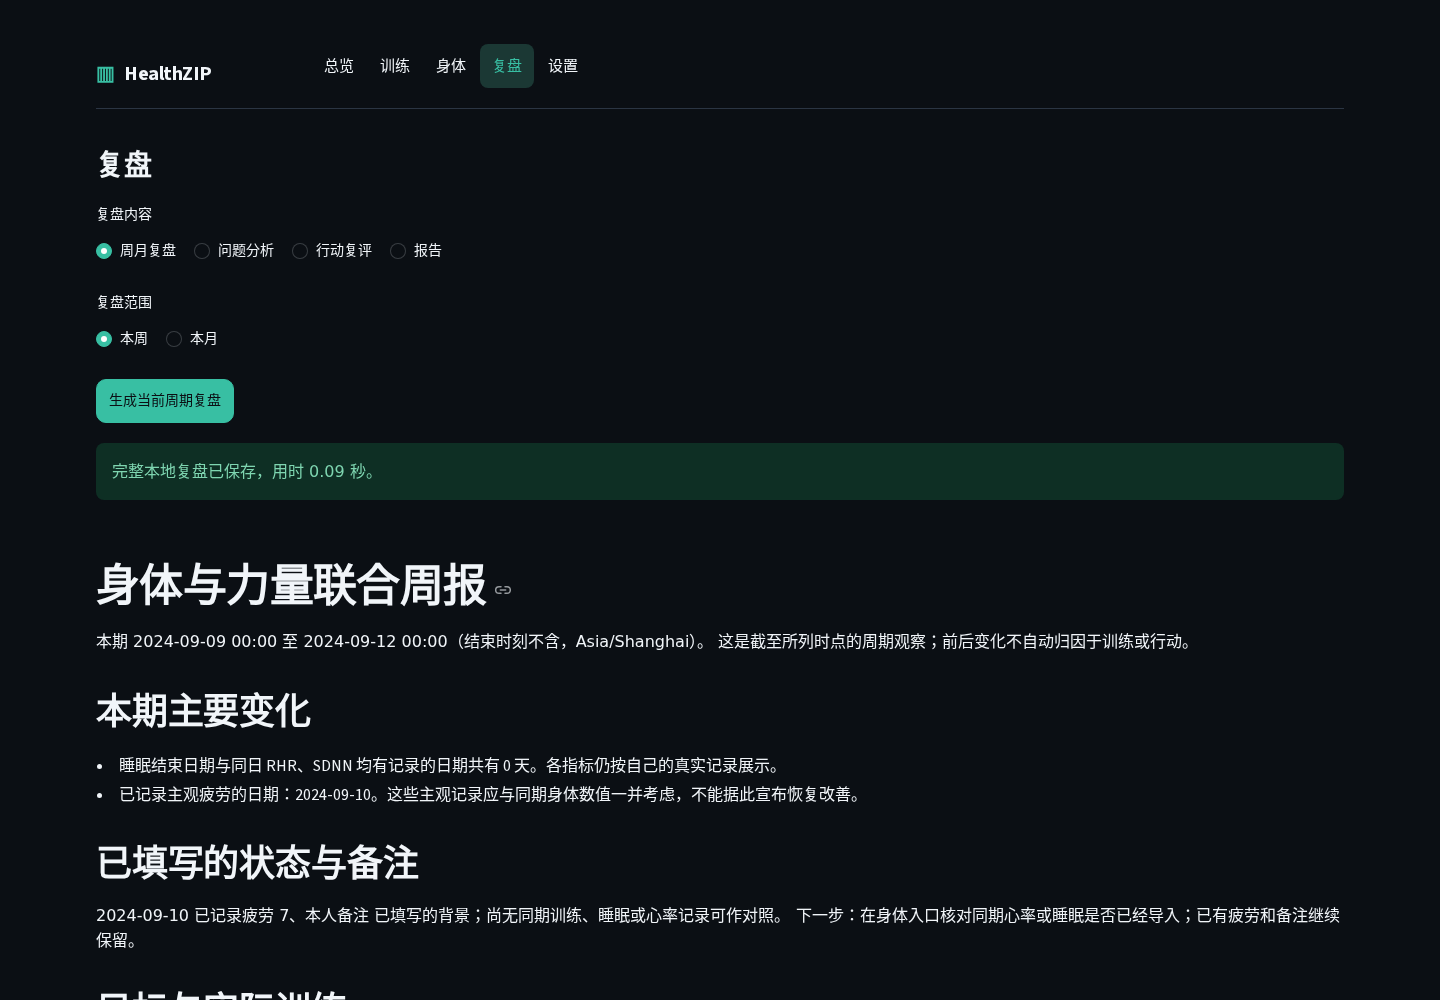 HealthZIP
总览 训练 身体 复盘 设置
复盘
复盘内容
周月复盘 问题分析 行动复评 报告
复盘范围
本周 本月
生成当前周期复盘
完整本地复盘已保存，用时 0.09 秒。
身体与力量联合周报
本期 2024-09-09 00:00 至 2024-09-12 00:00（结束时刻不含，Asia/Shanghai）。 这是截至所列时点的周期观察；前后变化不自动归因于训练或行动。
本期主要变化
• 睡眠结束日期与同日 RHR、SDNN 均有记录的日期共有 0 天。各指标仍按自己的真实记录展示。
• 已记录主观疲劳的日期：2024-09-10。这些主观记录应与同期身体数值一并考虑，不能据此宣布恢复改善。
已填写的状态与备注
2024-09-10 已记录疲劳 7、本人备注 已填写的背景；尚无同期训练、睡眠或心率记录可作对照。 下一步：在身体入口核对同期心率或睡眠是否已经导入；已有疲劳和备注继续
保留。
目标与实际训练